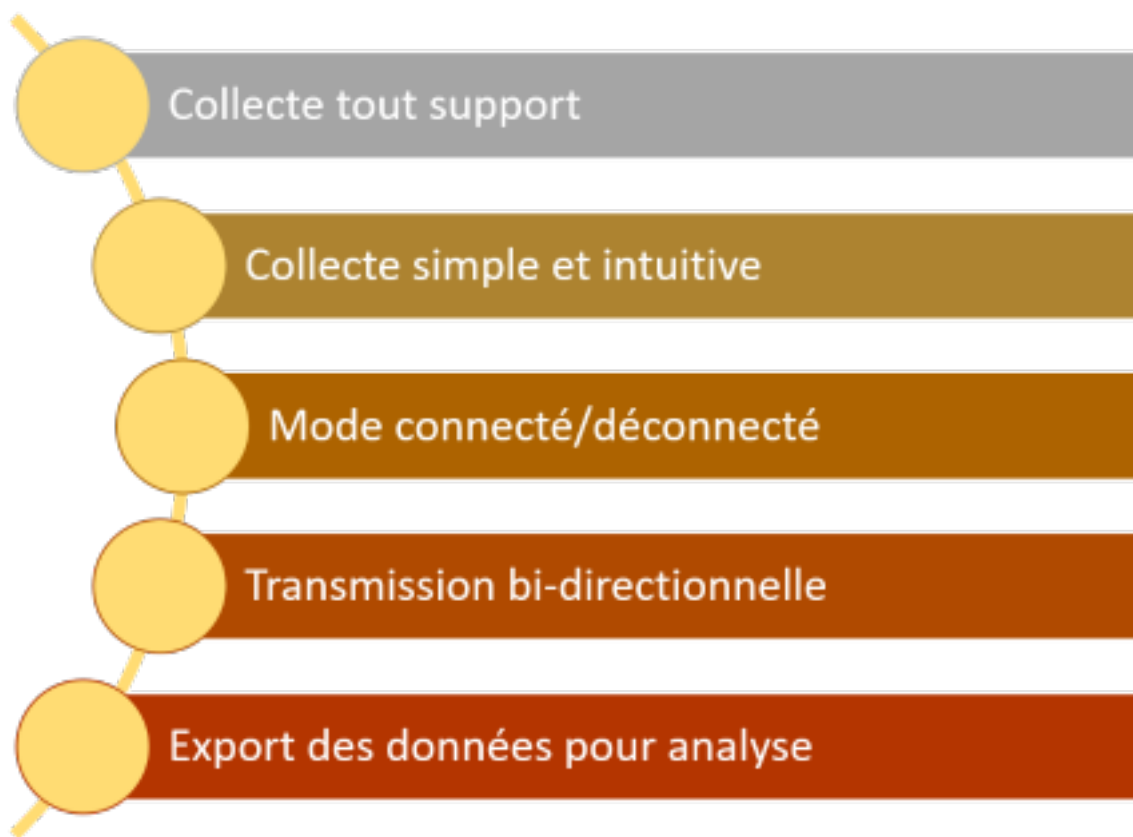 Collecte tout support
Collecte simple et intuitive
Mode connecté/déconnecté
Transmission bi-directionnelle
Export des données pour analyse